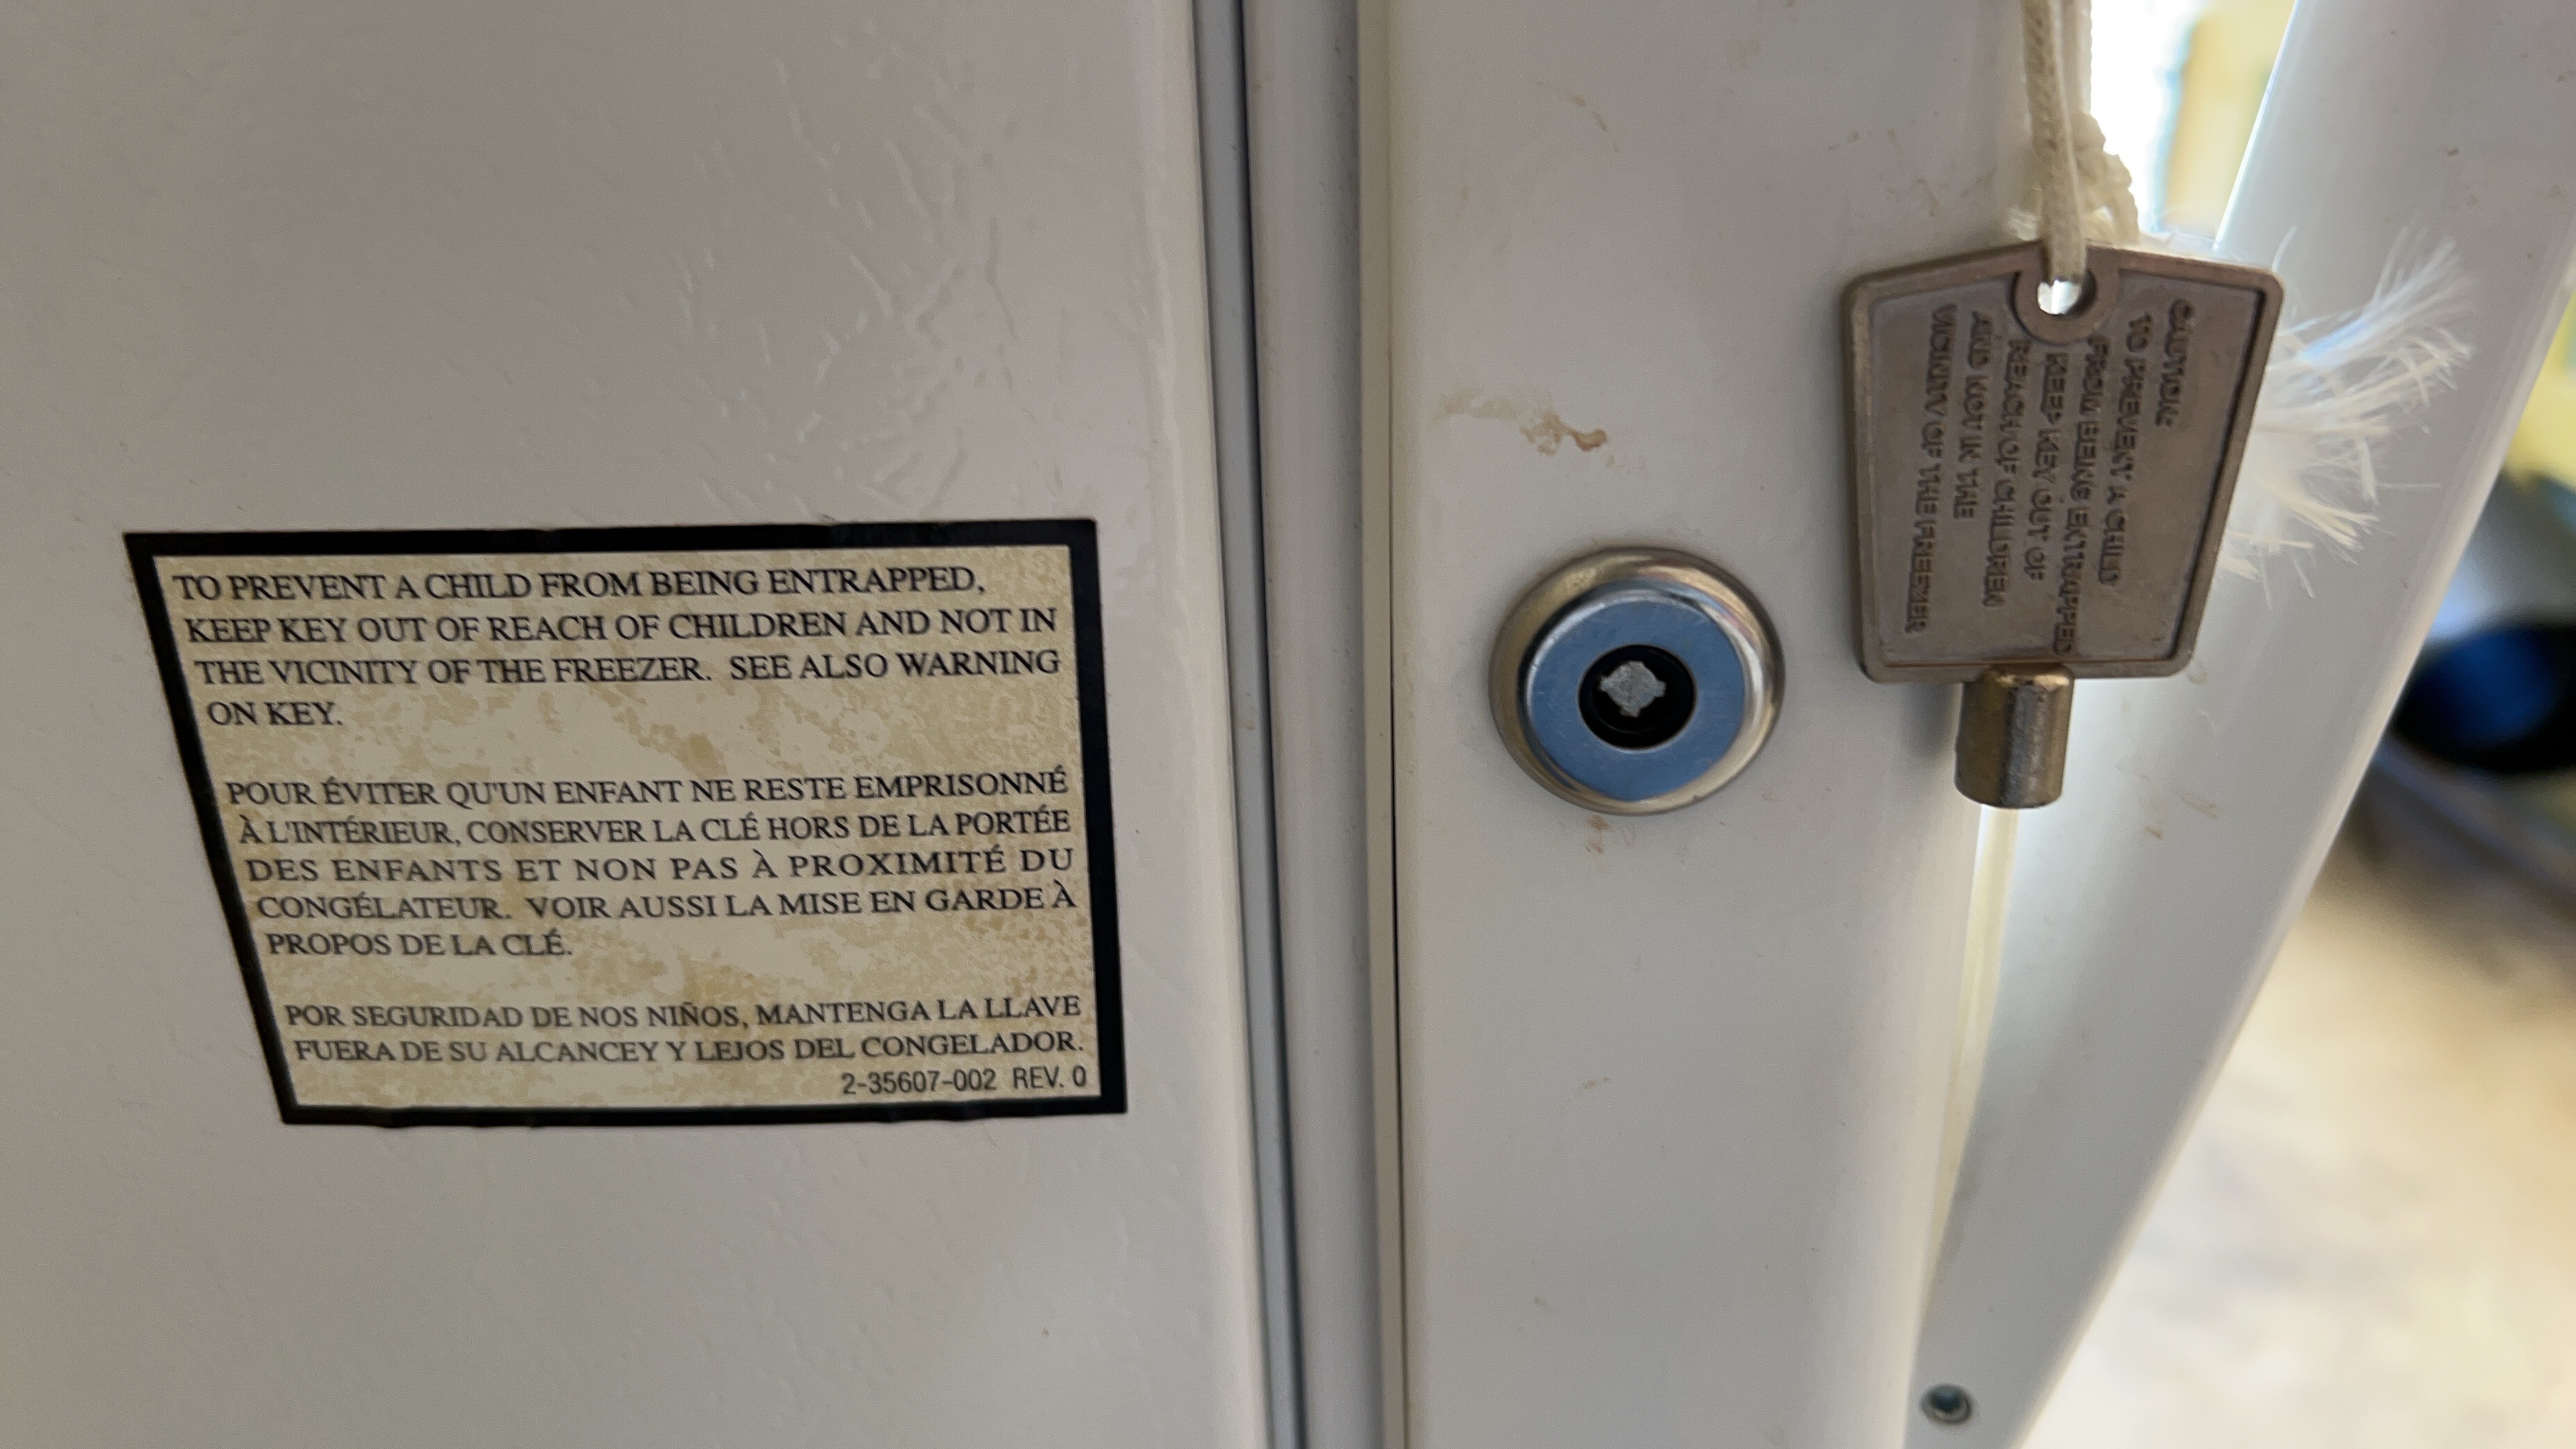 TO PREVENT A CHILD FROM BEING ENTRAPPED,
KEEP KEY OUT OF REACH OF CHILDREN AND NOT IN
THE VICINITY OF THE FREEZER. SEE ALSO WARNING
ON KEY.
POUR ÉVITER QU'UN ENFANT NE RESTE EMPRISONNÉ
À L'INTÉRIEUR, CONSERVER LA CLÉ HORS DE LA PORTÉE
DES ENFANTS ET NON PAS À PROXIMITÉ DU
CONGÉLATEUR. VOIR AUSSI LA MISE EN GARDE À
PROPOS DE LA CLÉ.
POR SEGURIDAD DE NOS NIÑOS, MANTENGA LA LLAVE
FUERA DE SU ALCANCEY Y LEJOS DEL CONGELADOR.
2-35607-002 REV. 0
CAUTION:
TO PREVENT A CHILD
FROM BEING ENTRAPPED
KEEP KEY OUT OF
REACH OF CHILDREN
AND NOT IN THE
VICINITY OF THE FREEZER